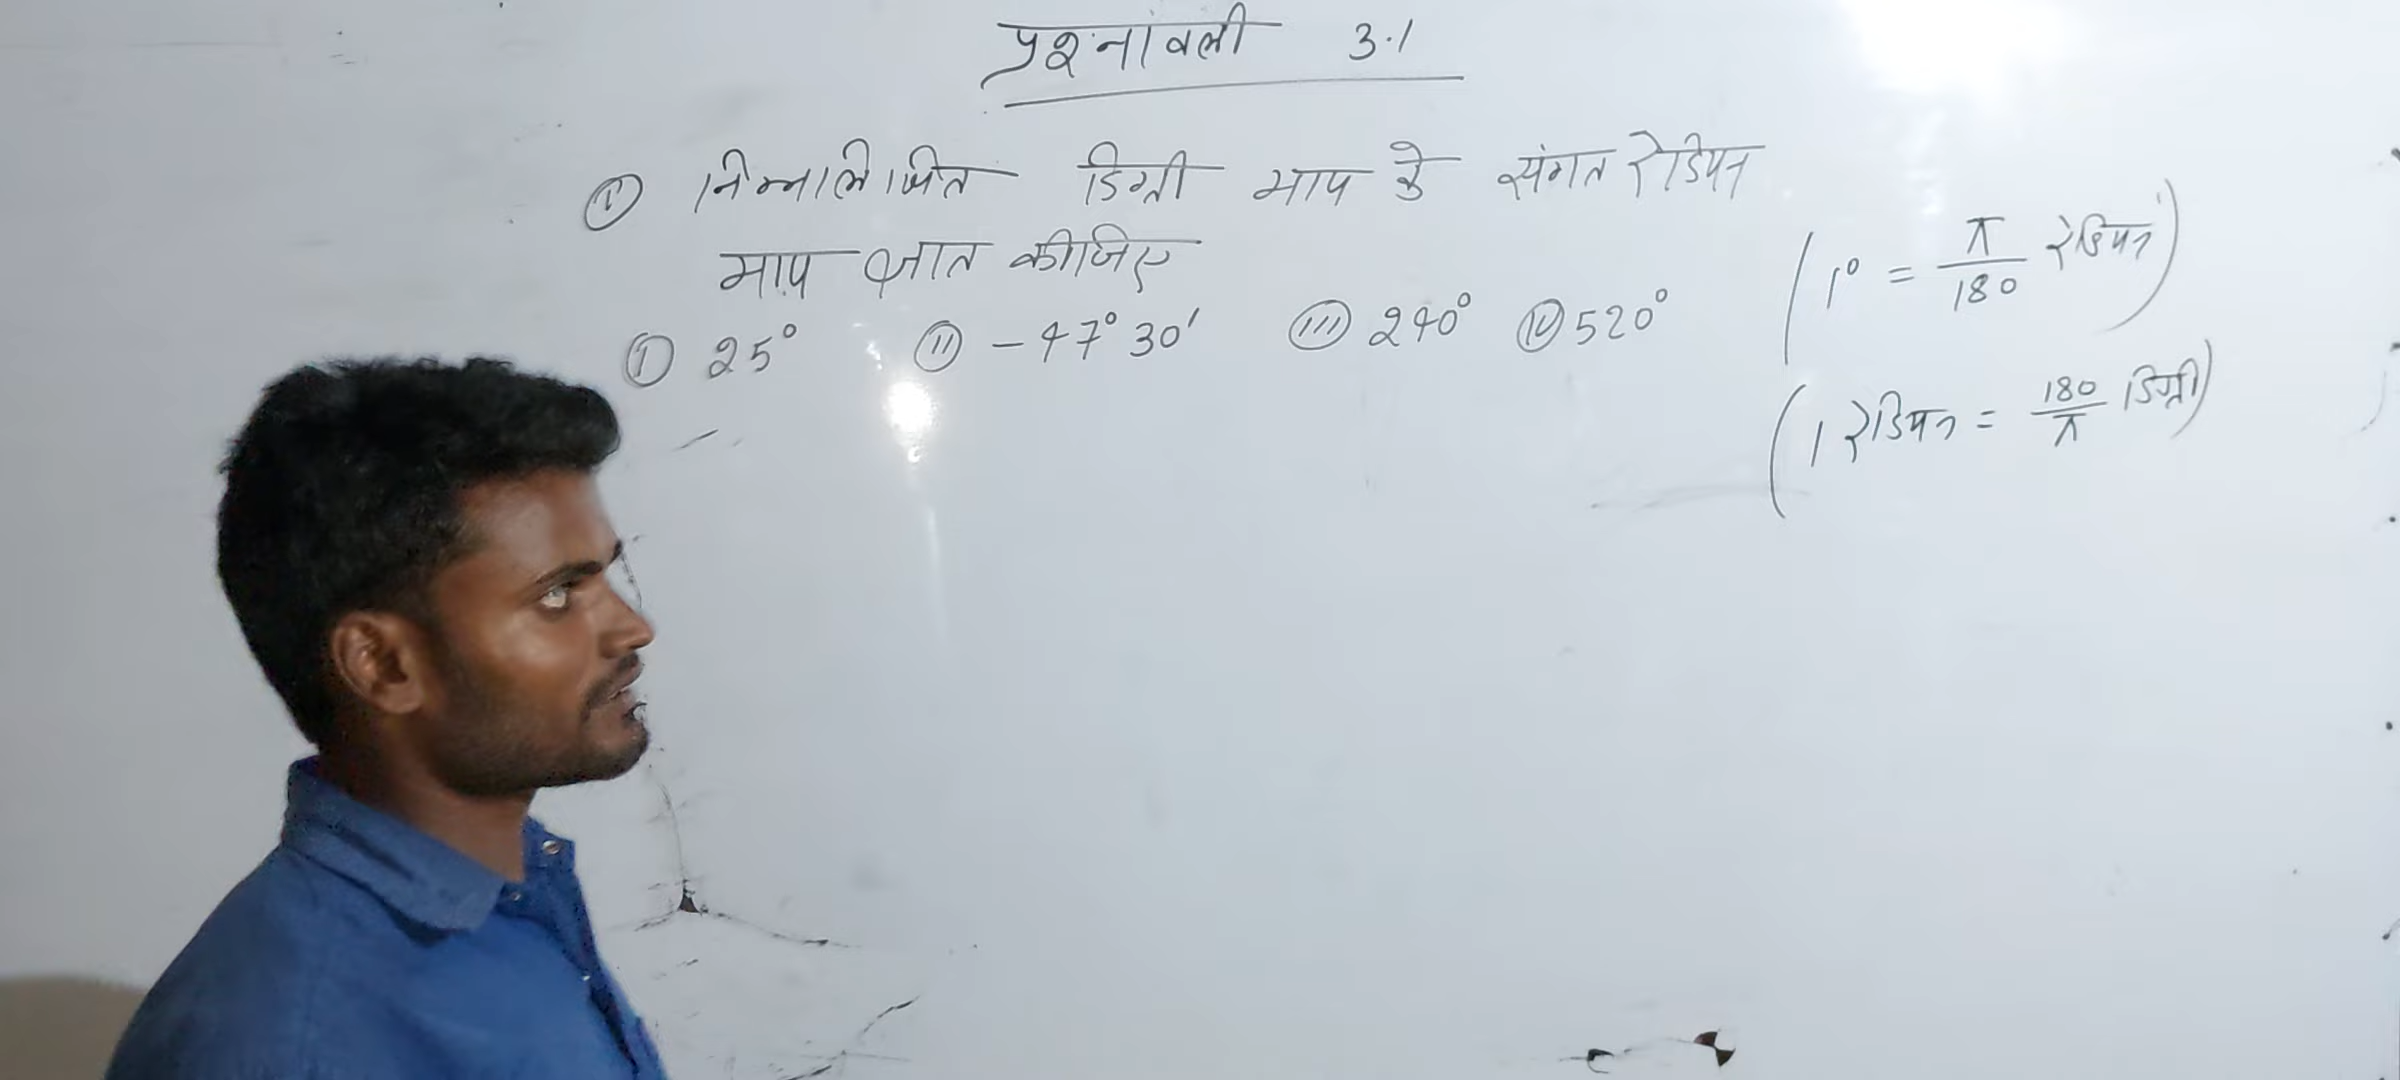 प्रश्नावली 3.1
① निम्नलिखित डिग्री माप के संगत रेडियन
माप ज्ञात कीजिए
(I) 25° (II) -47° 30' (III) 240° (IV) 520°
(1° = π/180 रेडियन)
(1 रेडियन = 180/π डिग्री)